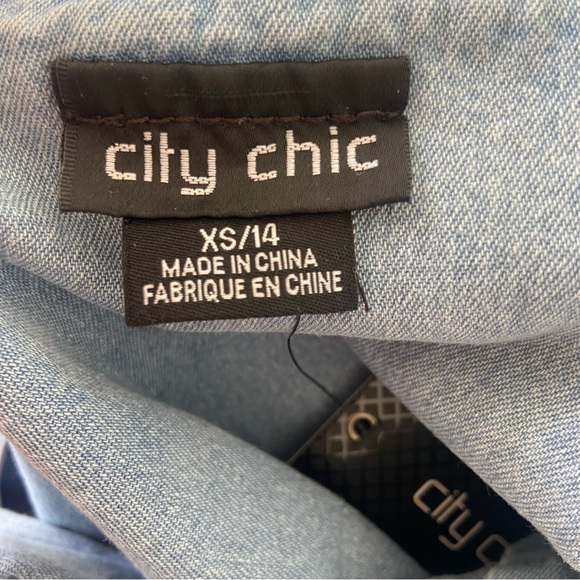 city chic
XS/14
MADE IN CHINA
FABRIQUE EN CHINE
city c